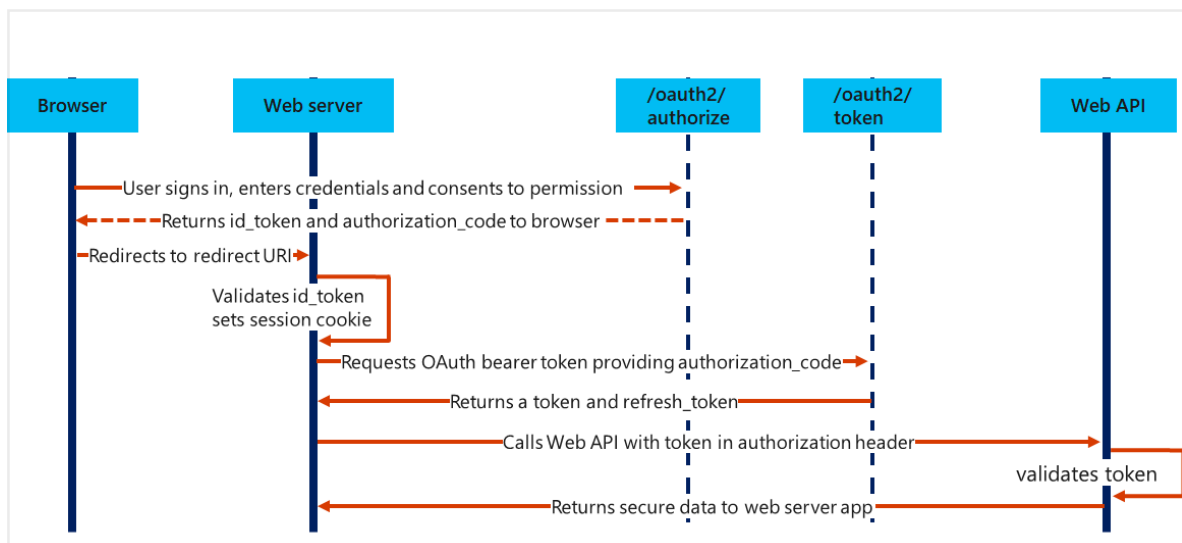 Browser
Web server
/oauth2/
authorize
/oauth2/
token
Web API
User signs in, enters credentials and consents to permission
Returns id_token and authorization_code to browser
Redirects to redirect URI
Validates id_token
sets session cookie
Requests OAuth bearer token providing authorization_code
Returns a token and refresh_token
Calls Web API with token in authorization header
validates token
Returns secure data to web server app